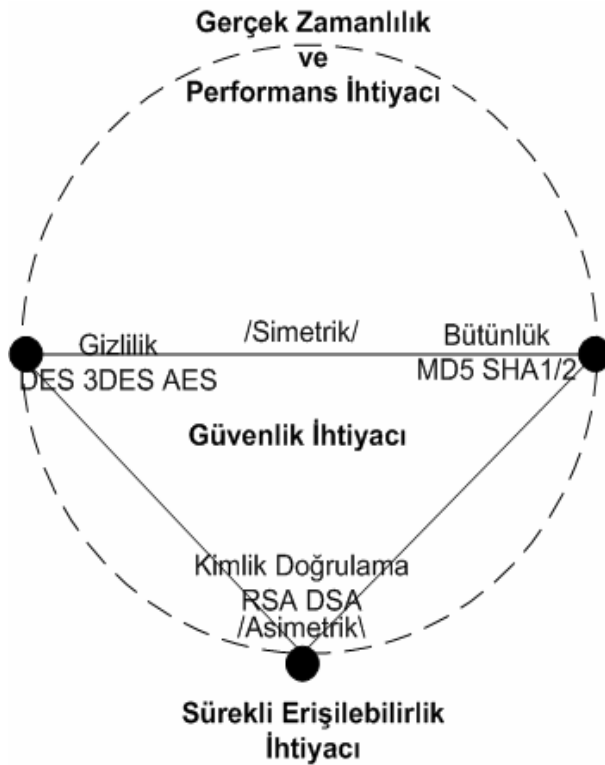 Gerçek Zamanlılık
ve
Performans İhtiyacı
/Simetrik/
Gizlilik
DES 3DES AES
Bütünlük
MD5 SHA1/2
Güvenlik İhtiyacı
Kimlik Doğrulama
RSA DSA
/Asimetrik\
Sürekli Erişilebilirlik
İhtiyacı